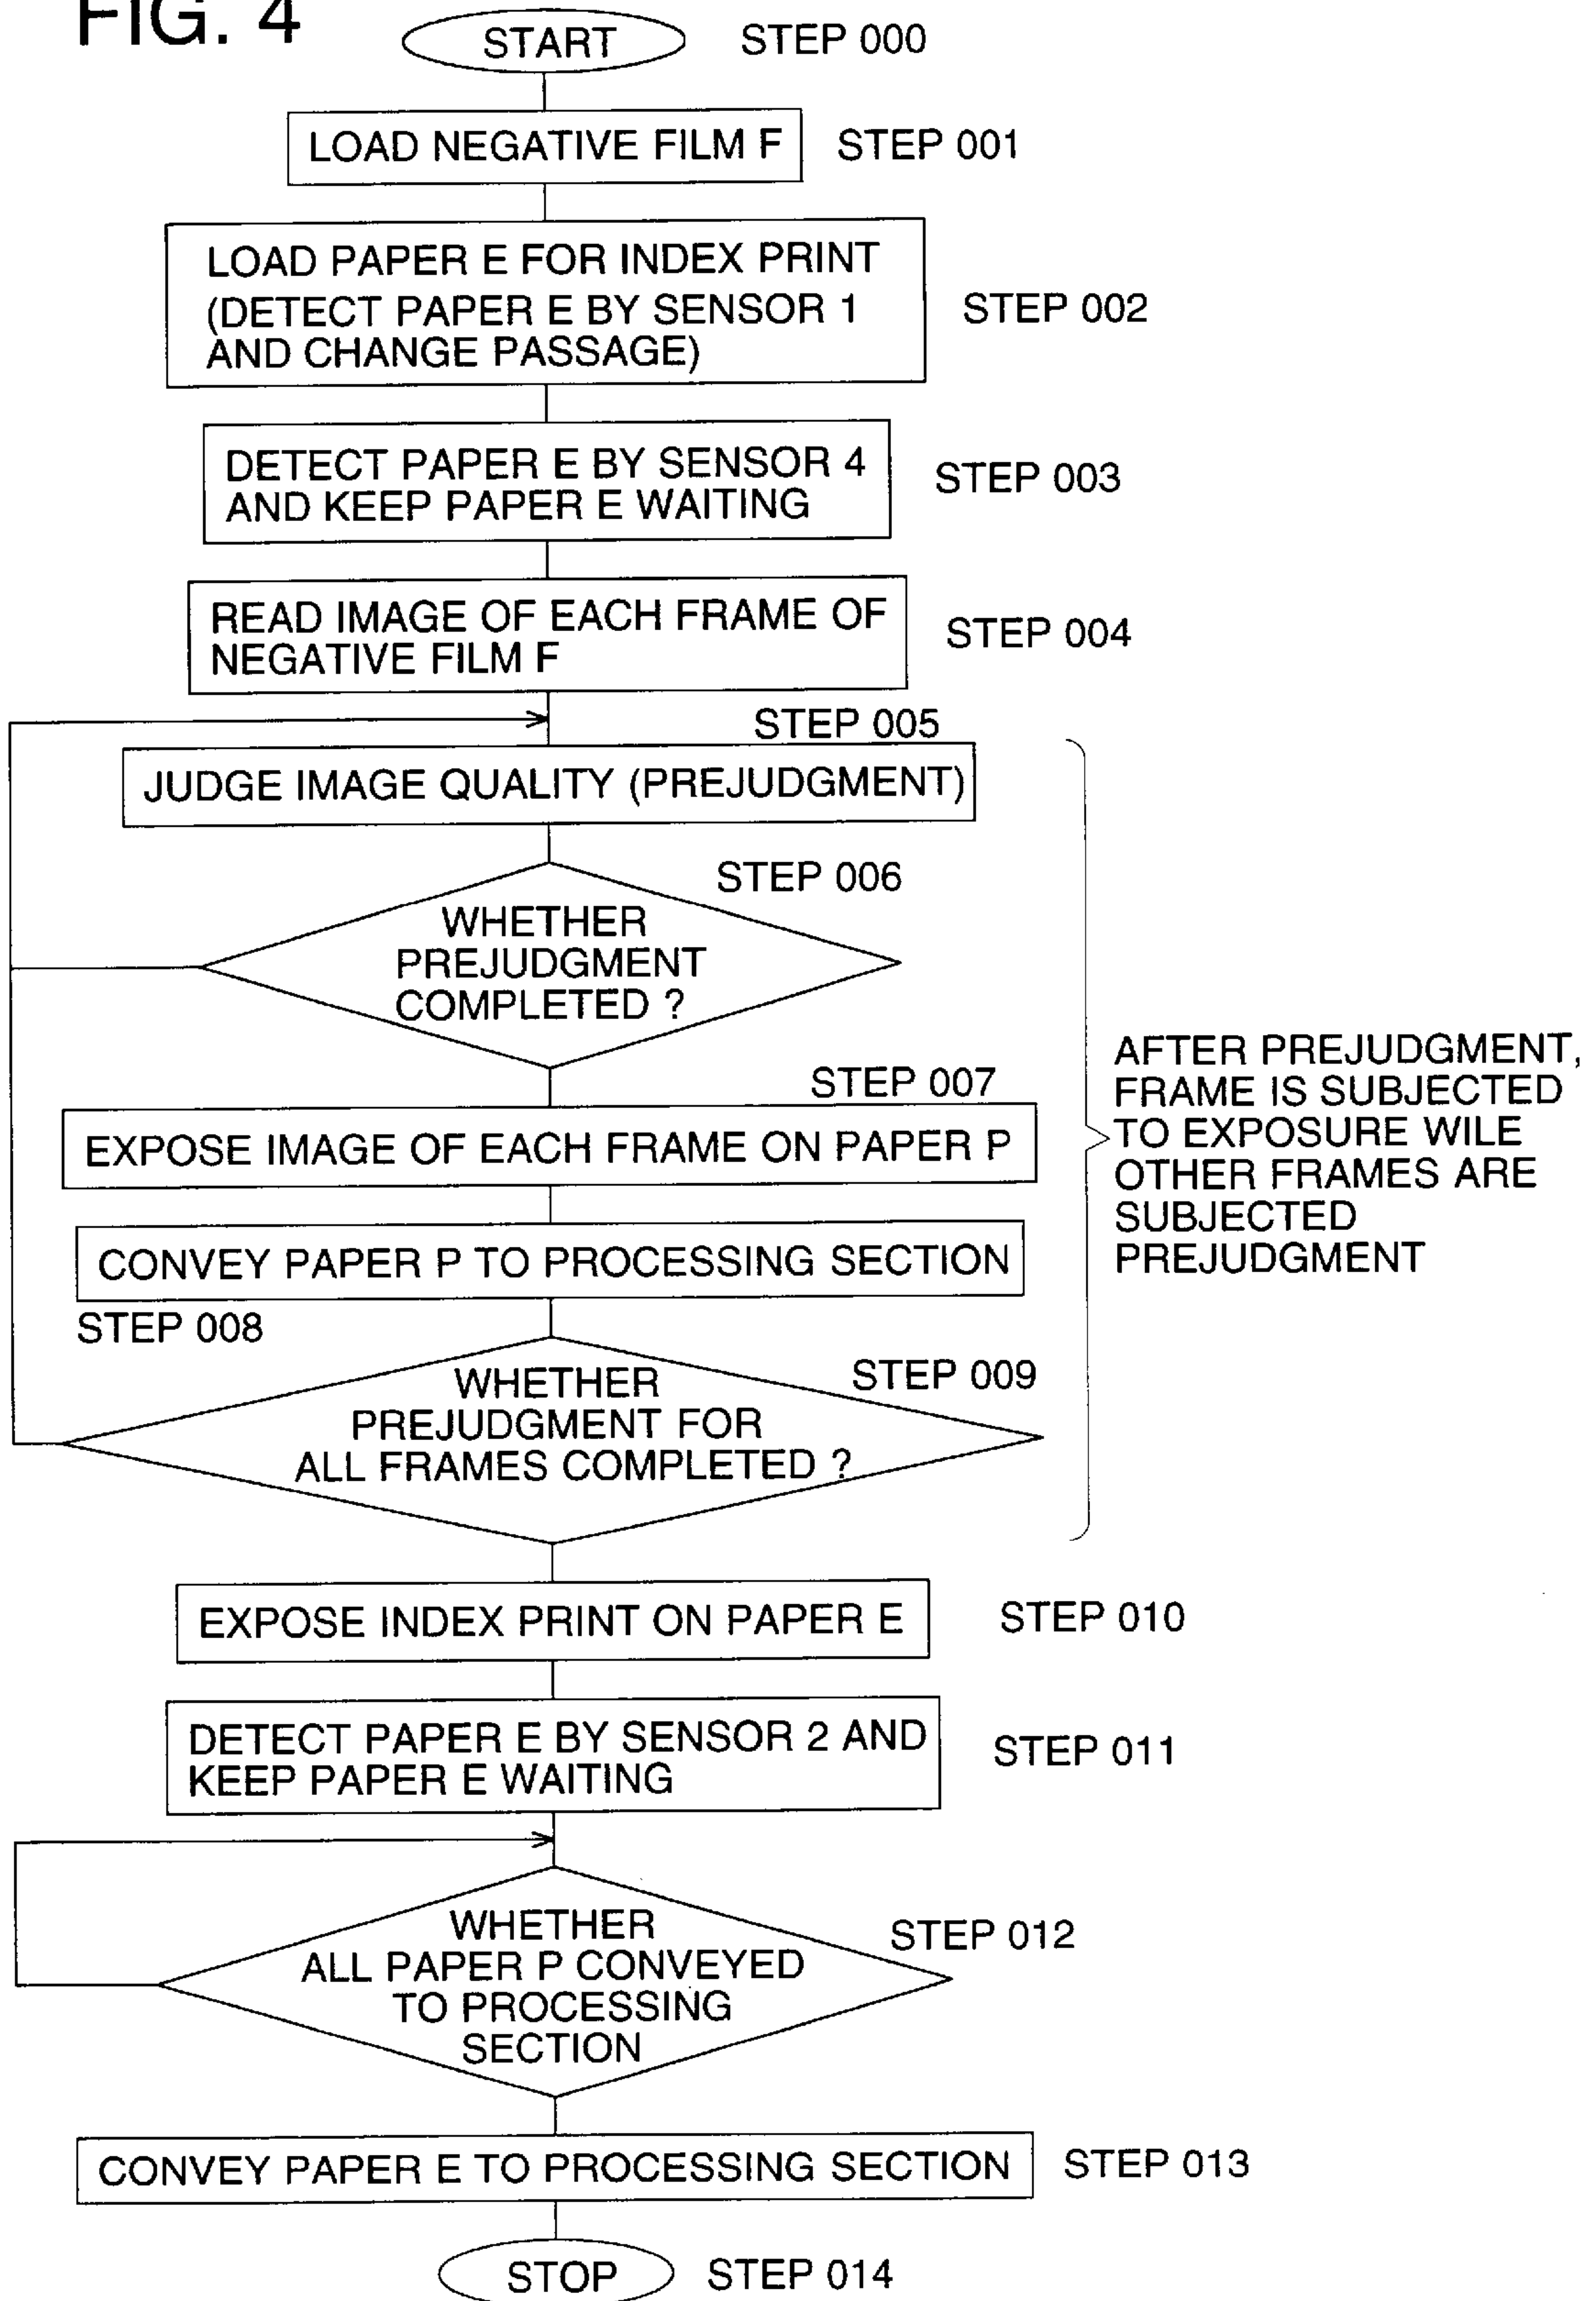 FIG. 4
START
STEP 000
LOAD NEGATIVE FILM F
STEP 001
LOAD PAPER E FOR INDEX PRINT
(DETECT PAPER E BY SENSOR 1
AND CHANGE PASSAGE)
STEP 002
DETECT PAPER E BY SENSOR 4
AND KEEP PAPER E WAITING
STEP 003
READ IMAGE OF EACH FRAME OF
NEGATIVE FILM F
STEP 004
STEP 005
JUDGE IMAGE QUALITY (PREJUDGMENT)
STEP 006
WHETHER
PREJUDGMENT
COMPLETED ?
STEP 007
EXPOSE IMAGE OF EACH FRAME ON PAPER P
CONVEY PAPER P TO PROCESSING SECTION
STEP 008
STEP 009
WHETHER
PREJUDGMENT FOR
ALL FRAMES COMPLETED ?
AFTER PREJUDGMENT,
FRAME IS SUBJECTED
TO EXPOSURE WILE
OTHER FRAMES ARE
SUBJECTED
PREJUDGMENT
EXPOSE INDEX PRINT ON PAPER E
STEP 010
DETECT PAPER E BY SENSOR 2 AND
KEEP PAPER E WAITING
STEP 011
WHETHER
ALL PAPER P CONVEYED
TO PROCESSING
SECTION
STEP 012
CONVEY PAPER E TO PROCESSING SECTION
STEP 013
STOP
STEP 014